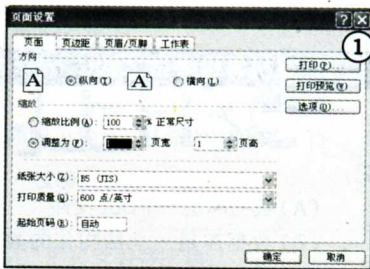 页面设置
页面 页边距 页眉/页脚 工作表
①
方向
A 纵向(T) A 横向(L)
打印(P)...
打印预览(W)
选项(O)...
缩放
缩放比例(A): 100 % 正常尺寸
调整为(F): 页宽 1 页高
纸张大小(Z): B5 (JIS)
打印质量(Q): 600 点/英寸
起始页码(R): 自动
确定 取消